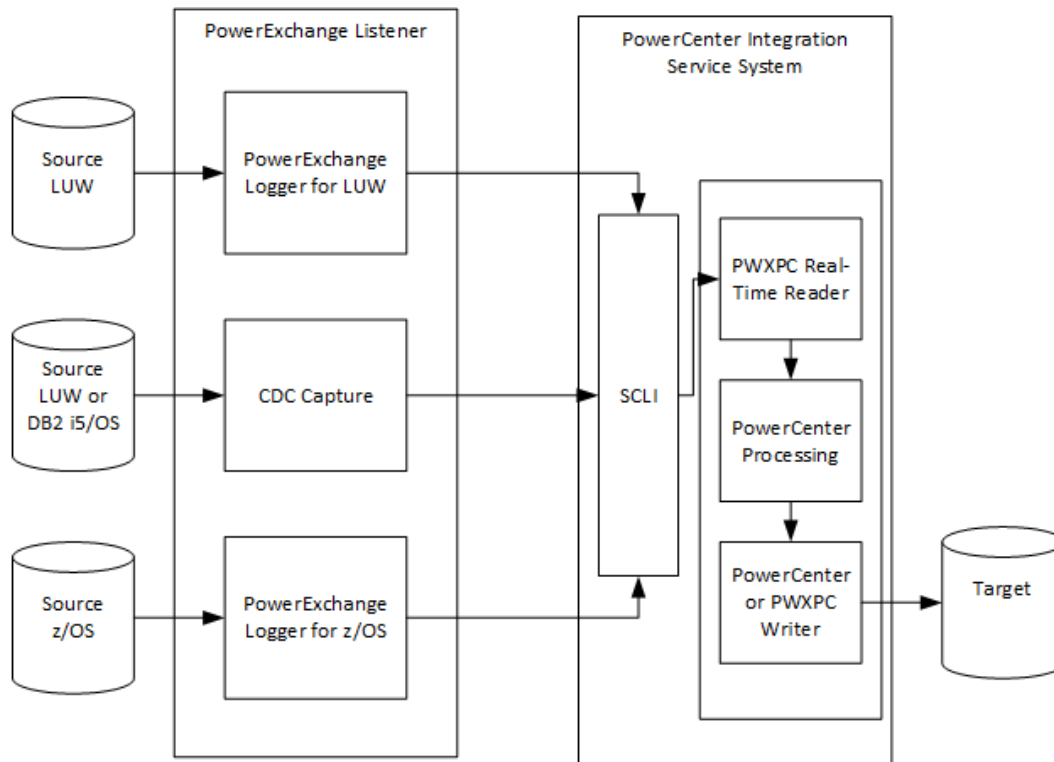 PowerExchange Listener
PowerCenter Integration
Service System
Source
LUW
PowerExchange
Logger for LUW
Source
LUW or
DB2 i5/OS
CDC Capture
Source
z/OS
PowerExchange
Logger for z/OS
SCLI
PWXPC Real-
Time Reader
PowerCenter
Processing
PowerCenter
or PWXPC
Writer
Target